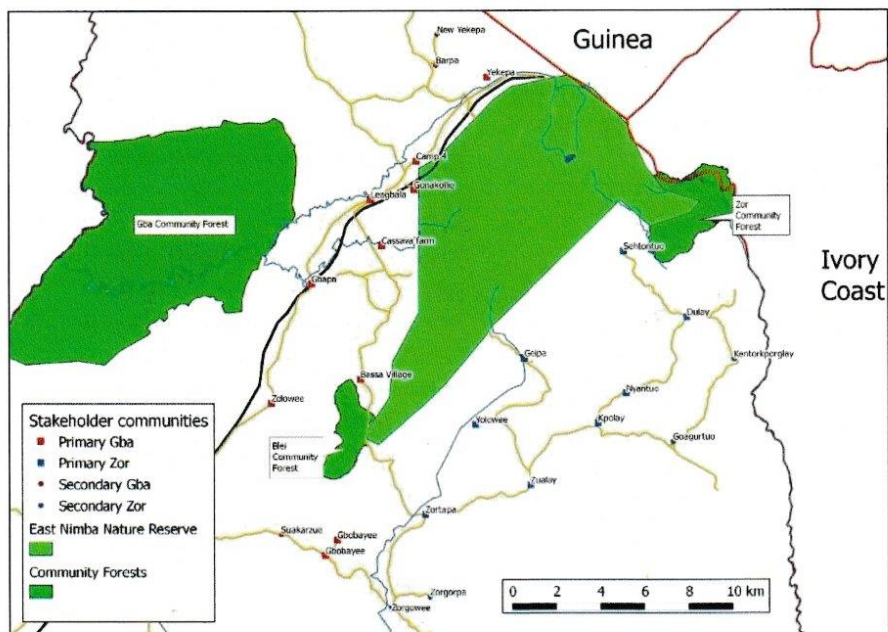 New Yekepa
Guinea
Barpa
Yekepa
Camp 4
Gonakollie
Leagbala
Gba Community Forest
Zor
Community
Forest
Cassava farm
Sehtontuo
Ivory
Coast
Gbapa
Dulay
Geipa
Kentorkporglay
Bassa Village
Nyantuo
Zolowee
Yolowee
Kpolay
Goagurtuo
Blei
Community
Forest
Zualay
Zortapa
Suakarzue
Gbobayee
Gbobayee
Zorgorpa
Zorgowee
Stakeholder communities
Primary Gba
Primary Zor
Secondary Gba
Secondary Zor
East Nimba Nature Reserve
Community Forests
0 2 4 6 8 10 km